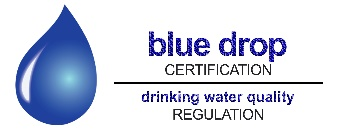 blue drop
CERTIFICATION
drinking water quality
REGULATION